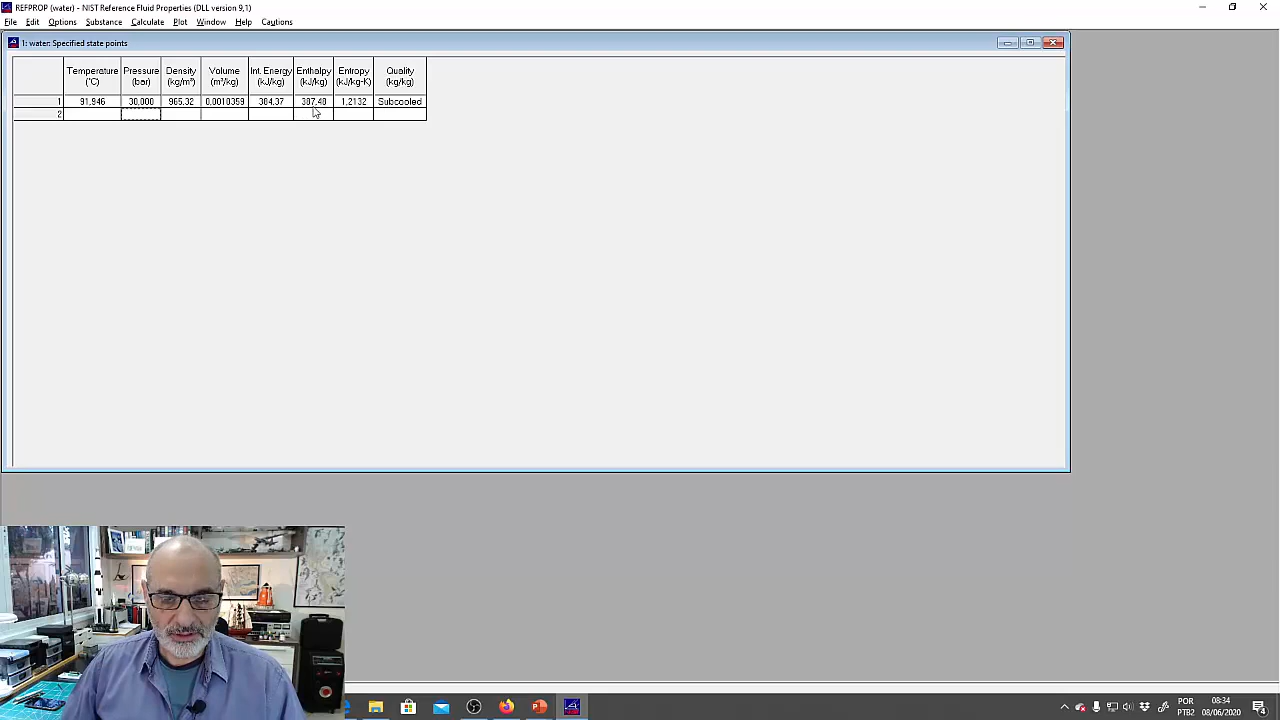 REFPROP (water) - NIST Reference Fluid Properties (DLL version 9,1)
File Edit Options Substance Calculate Plot Window Help Cautions
1: water: Specified state points
Temperature Pressure Density Volume Int. Energy Enthalpy Entropy Quality
(°C) (bar) (kg/m³) (m³/kg) (kJ/kg) (kJ/kg) (kJ/kg-K) (kg/kg)
1 91,946 30,000 965,32 0,0010359 384,37 387,48 1,2132 Subcooled
2
POR 08:34
PTB2 08/06/2020